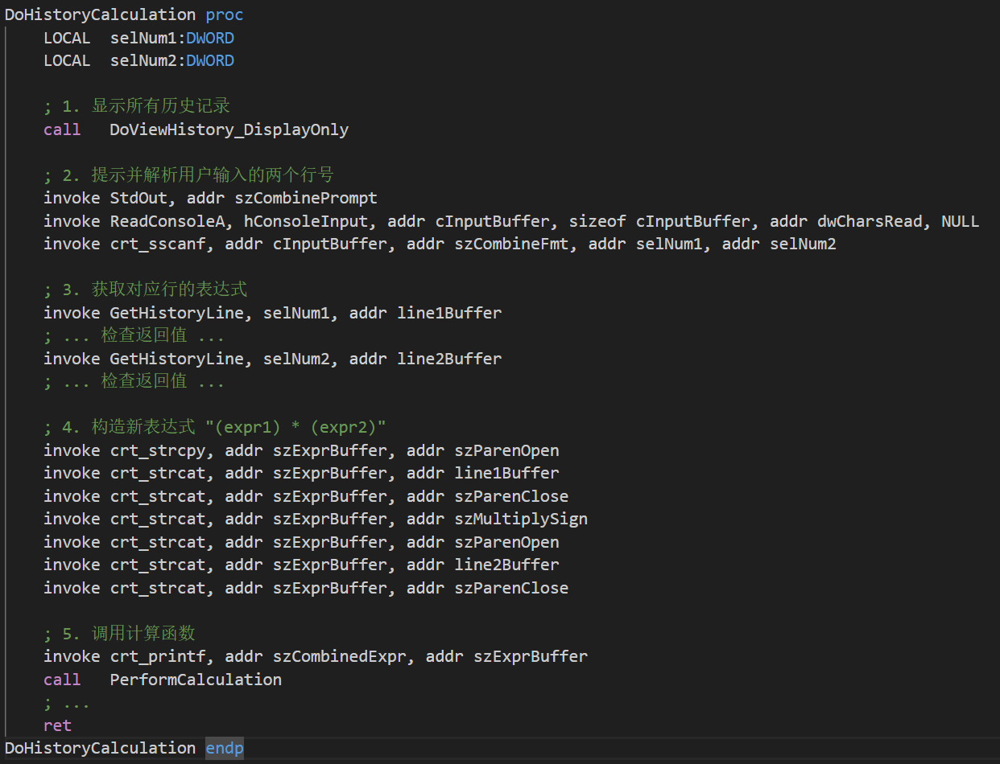 DoHistoryCalculation proc
LOCAL  selNum1:DWORD
LOCAL  selNum2:DWORD
; 1. 显示所有历史记录
call   DoViewHistory_DisplayOnly
; 2. 提示并解析用户输入的两个行号
invoke StdOut, addr szCombinePrompt
invoke ReadConsoleA, hConsoleInput, addr cInputBuffer, sizeof cInputBuffer, addr dwCharsRead, NULL
invoke crt_sscanf, addr cInputBuffer, addr szCombineFmt, addr selNum1, addr selNum2
; 3. 获取对应行的表达式
invoke GetHistoryLine, selNum1, addr line1Buffer
; ... 检查返回值 ...
invoke GetHistoryLine, selNum2, addr line2Buffer
; ... 检查返回值 ...
; 4. 构造新表达式 "(expr1) * (expr2)"
invoke crt_strcpy, addr szExprBuffer, addr szParenOpen
invoke crt_strcat, addr szExprBuffer, addr line1Buffer
invoke crt_strcat, addr szExprBuffer, addr szParenClose
invoke crt_strcat, addr szExprBuffer, addr szMultiplySign
invoke crt_strcat, addr szExprBuffer, addr szParenOpen
invoke crt_strcat, addr szExprBuffer, addr line2Buffer
invoke crt_strcat, addr szExprBuffer, addr szParenClose
; 5. 调用计算函数
invoke crt_printf, addr szCombinedExpr, addr szExprBuffer
call   PerformCalculation
; ...
ret
DoHistoryCalculation endp